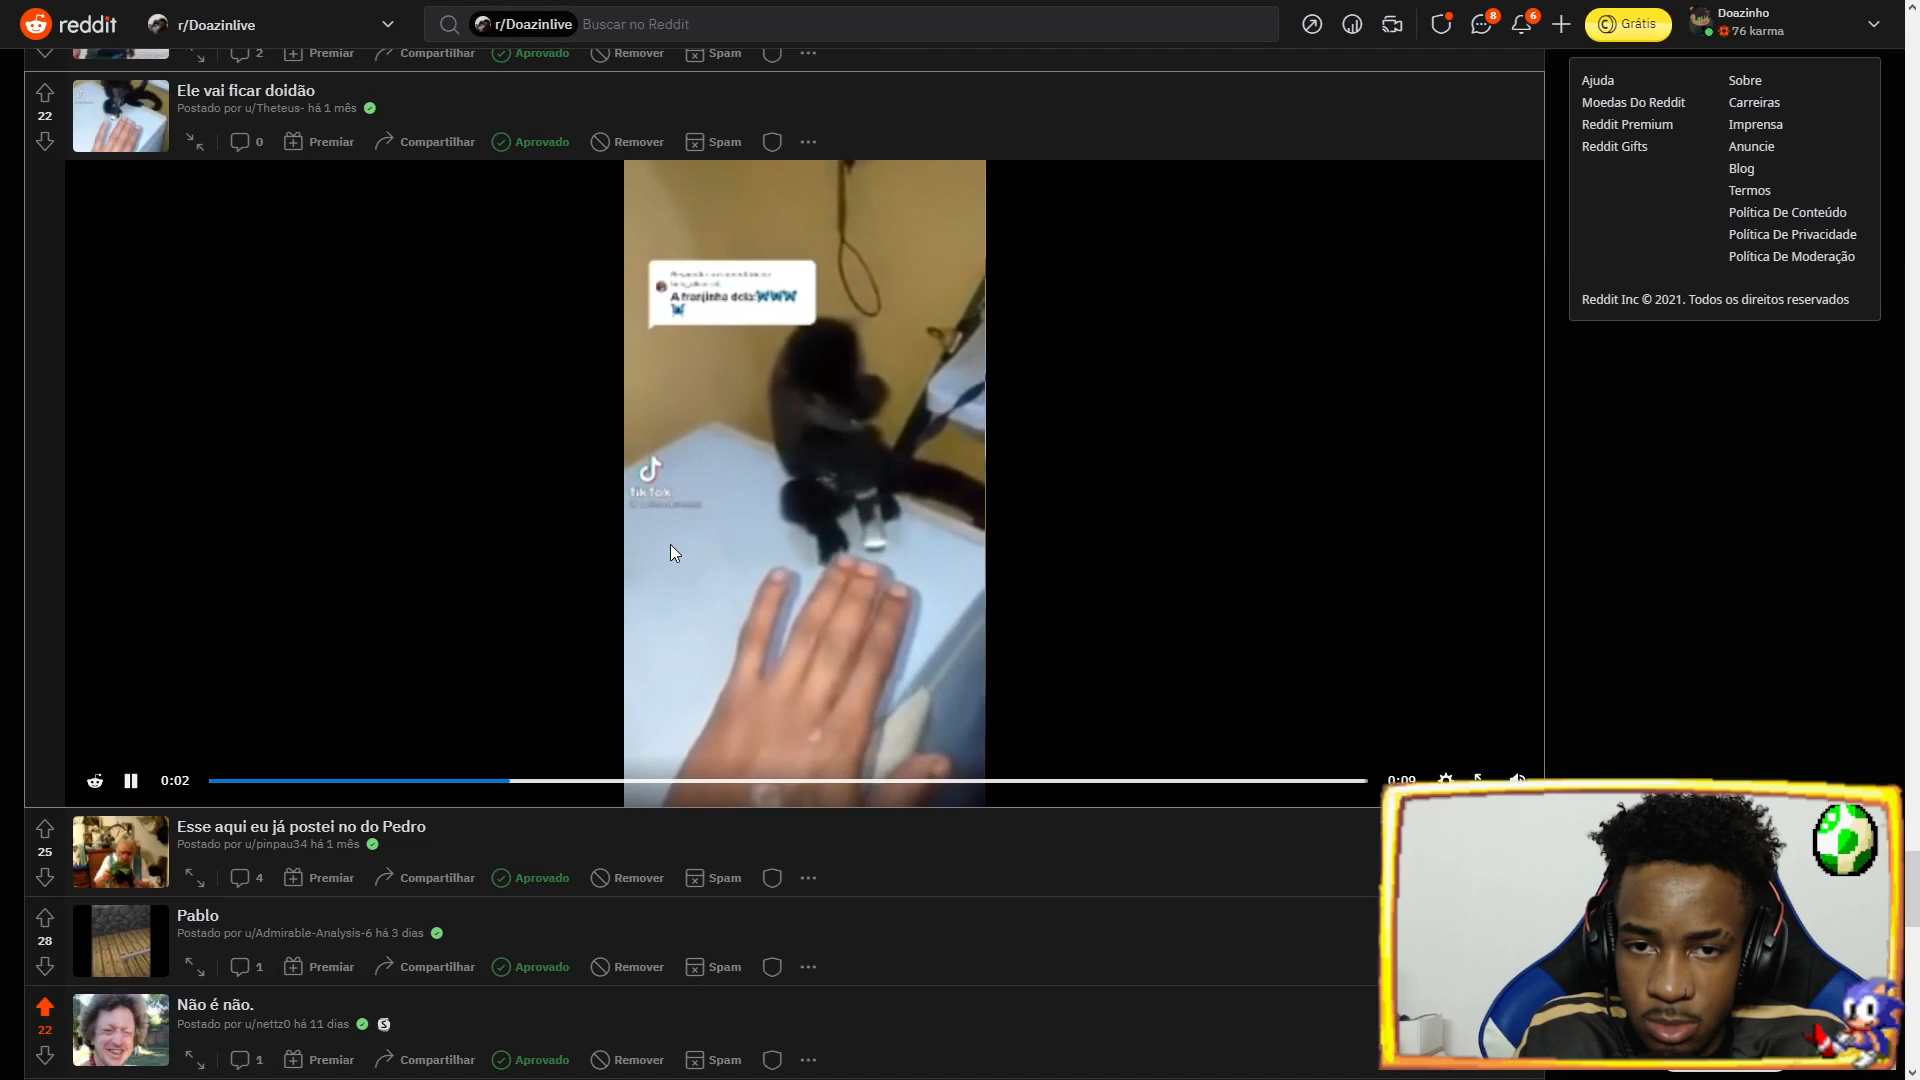 reddit
r/Doazinlive
r/Doazinlive
Buscar no Reddit
8
6
Grátis
Doazinho
76 karma
2
Premiar
Compartilhar
Aprovado
Remover
Spam
Ele vai ficar doidão
Postado por u/Theteus- há 1 mês
22
0
Premiar
Compartilhar
Aprovado
Remover
Spam
A franjinha dela:
TikTok
0:02
0:09
Esse aqui eu já postei no do Pedro
Postado por u/pinpau34 há 1 mês
25
4
Premiar
Compartilhar
Aprovado
Remover
Spam
Pablo
Postado por u/Admirable-Analysis-6 há 3 dias
28
1
Premiar
Compartilhar
Aprovado
Remover
Spam
Não é não.
Postado por u/nettz0 há 11 dias
22
1
Premiar
Compartilhar
Aprovado
Remover
Spam
Ajuda
Moedas Do Reddit
Reddit Premium
Reddit Gifts
Sobre
Carreiras
Imprensa
Anuncie
Blog
Termos
Política De Conteúdo
Política De Privacidade
Política De Moderação
Reddit Inc © 2021. Todos os direitos reservados